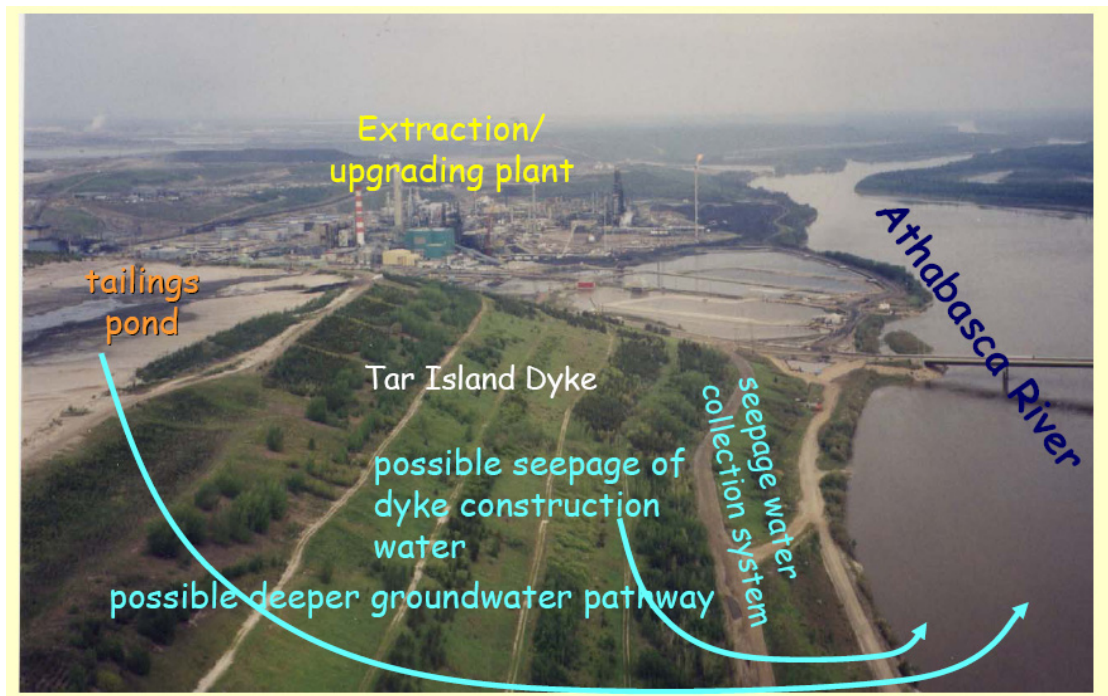 Extraction/
upgrading plant
Athabasca River
tailings
pond
Tar Island Dyke
seepage water
collection system
possible seepage of
dyke construction
water
possible deeper groundwater pathway